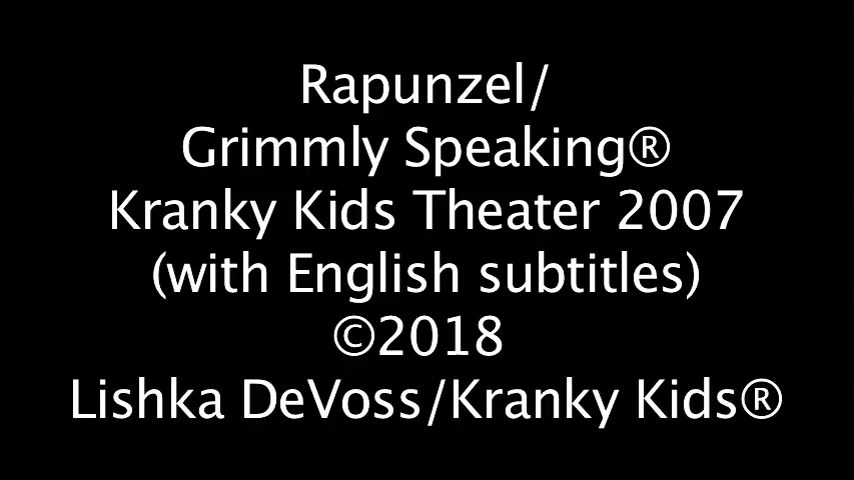 Rapunzel/
Grimmly Speaking®
Kranky Kids Theater 2007
(with English subtitles)
©2018
Lishka DeVoss/Kranky Kids®